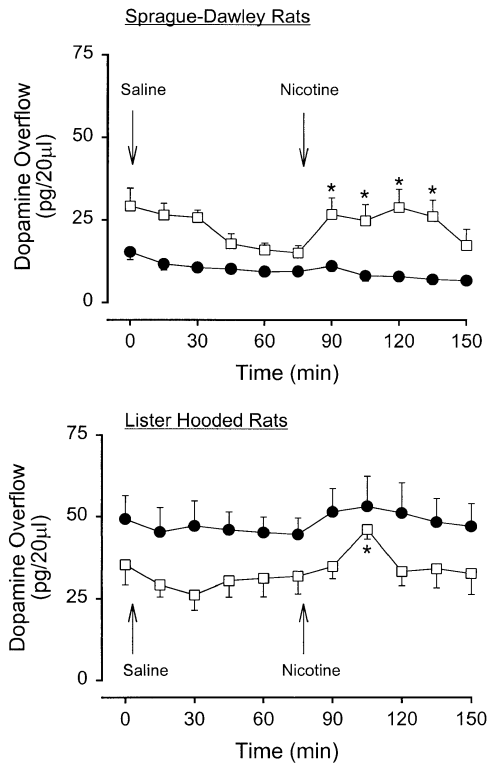 Sprague-Dawley Rats
75
Saline
Nicotine
50
Dopamine Overflow
(pg/20µl)
* * * *
25
0
0 30 60 90 120 150
Time (min)
Lister Hooded Rats
75
50
Dopamine Overflow
(pg/20µl)
*
25
Saline
Nicotine
0
0 30 60 90 120 150
Time (min)